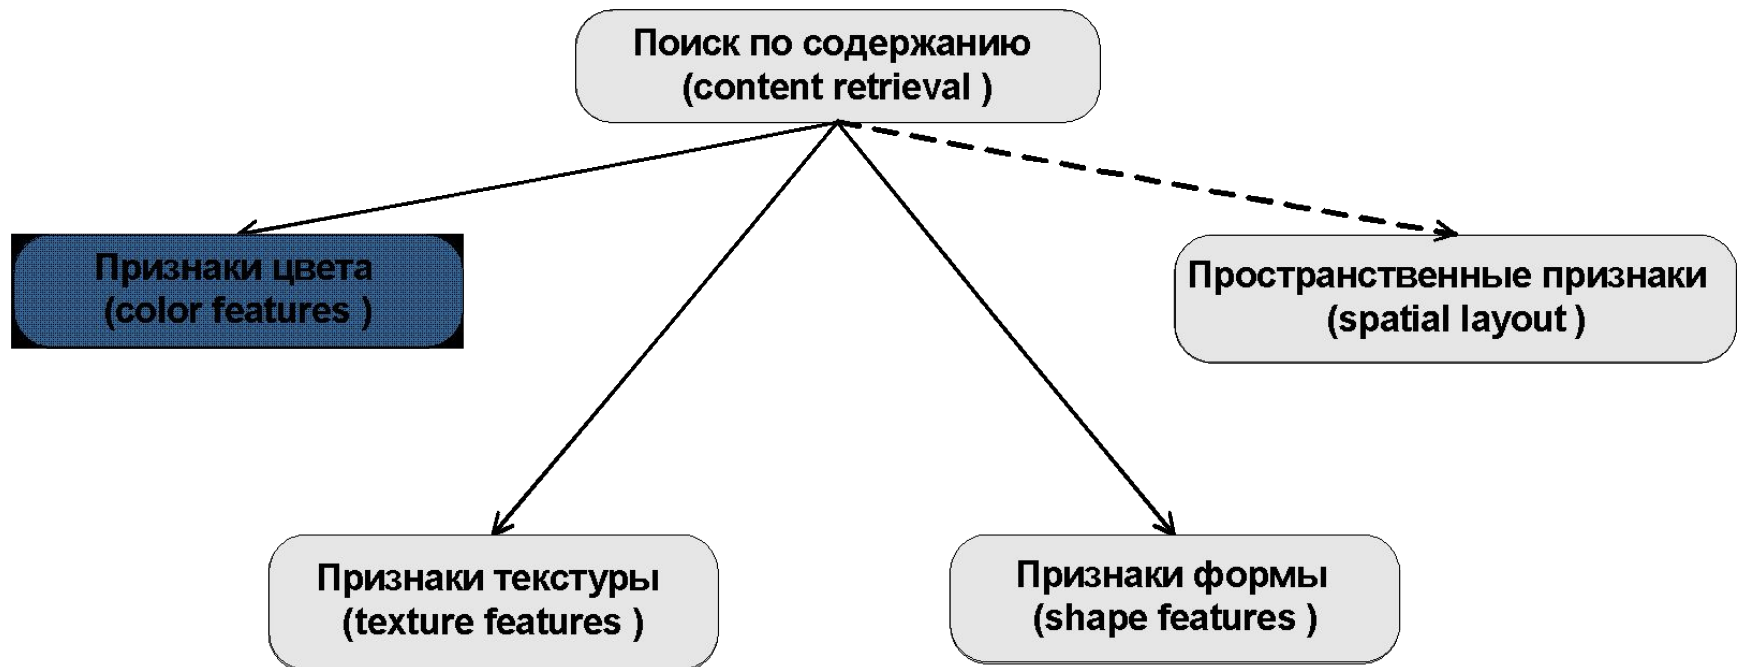 Поиск по содержанию
(content retrieval )
Признаки цвета
(color features )
Пространственные признаки
(spatial layout )
Признаки текстуры
(texture features )
Признаки формы
(shape features )